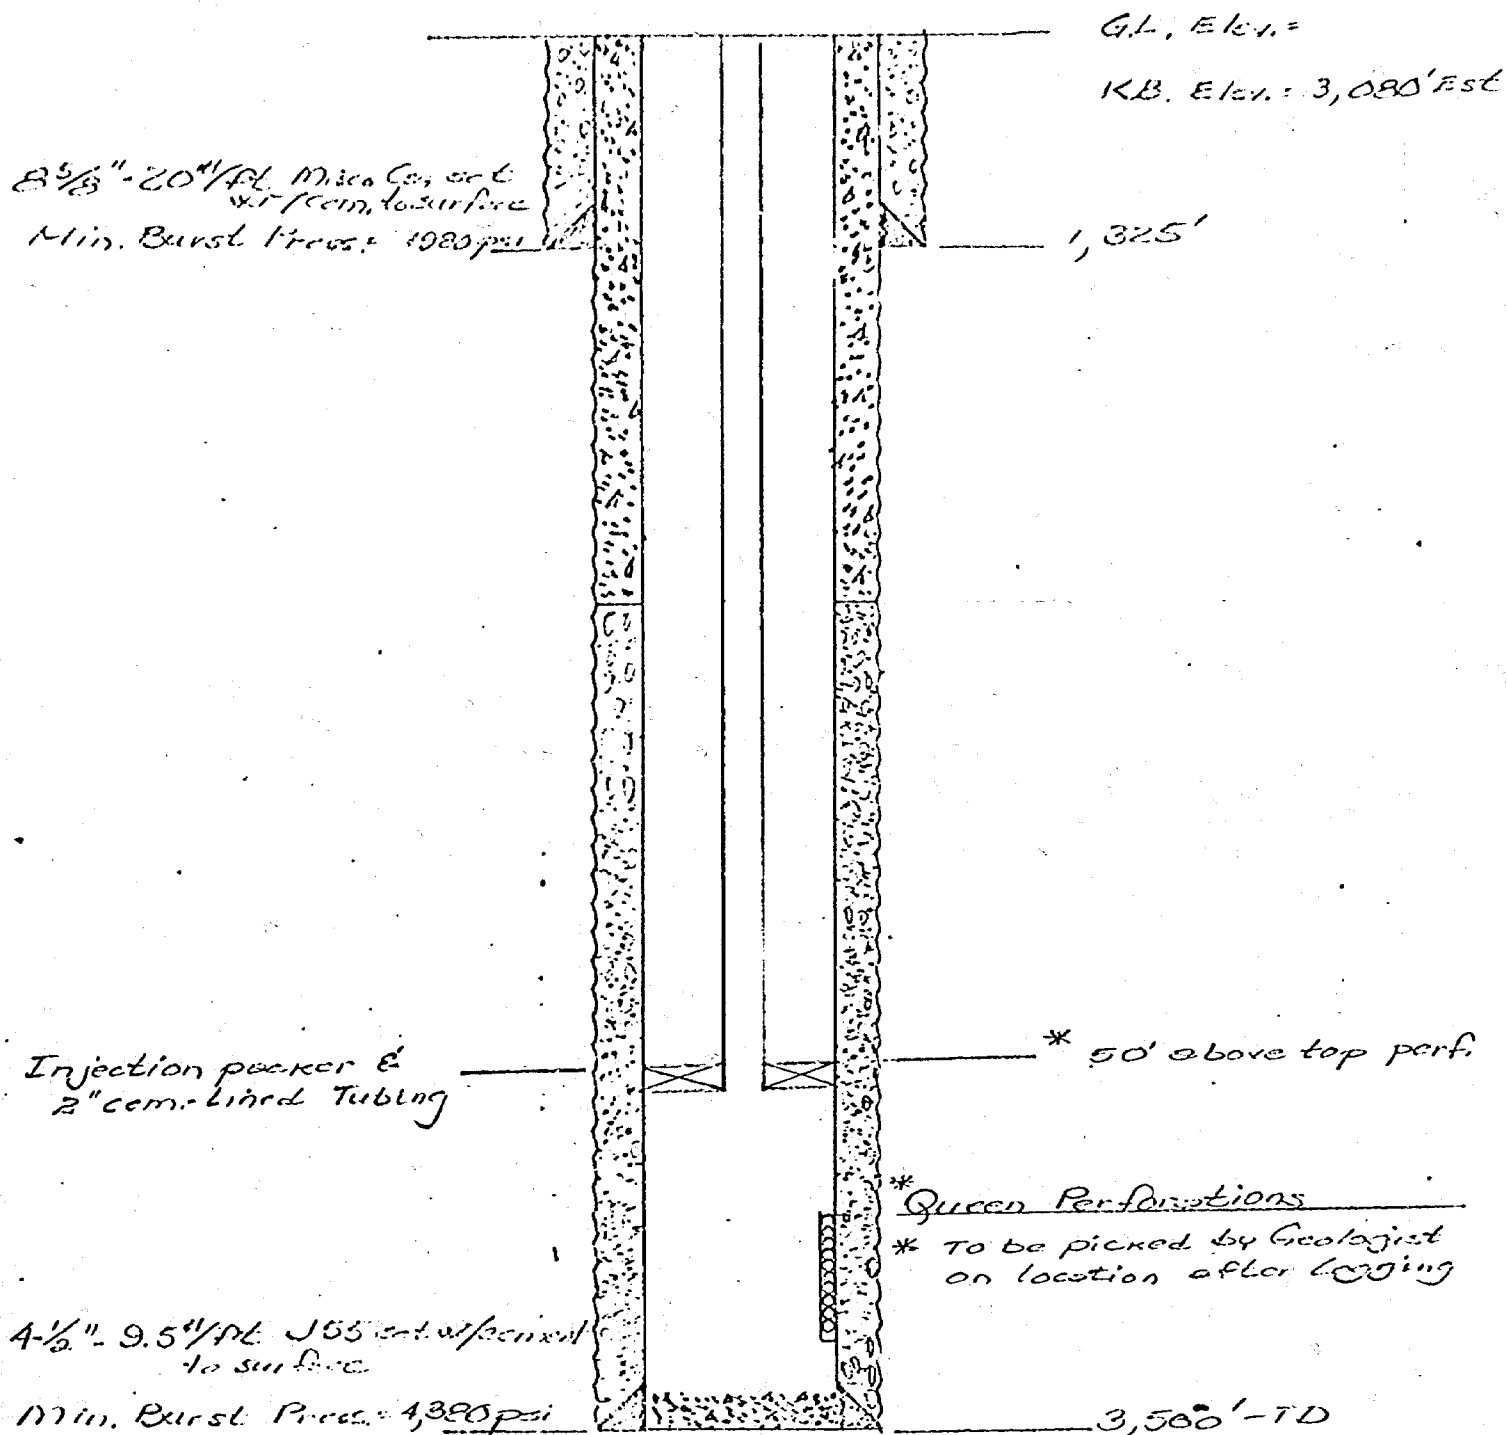 G.L. Elev. =
K.B. Elev. = 3,080' Est
8 5/8" - 20#/ft Misc. Csg set
w/cem. to surface
Min. Burst Press: 1080 psi
1,325'
Injection packer &
2" cem.-lined Tubing
* 50' above top perf.
* Queen Perforations
* To be picked by Geologist
on location after logging
4-1/2" - 9.5#/ft J55 set w/cement
to surface
Min. Burst Press. = 4,380 psi
3,500' - TD